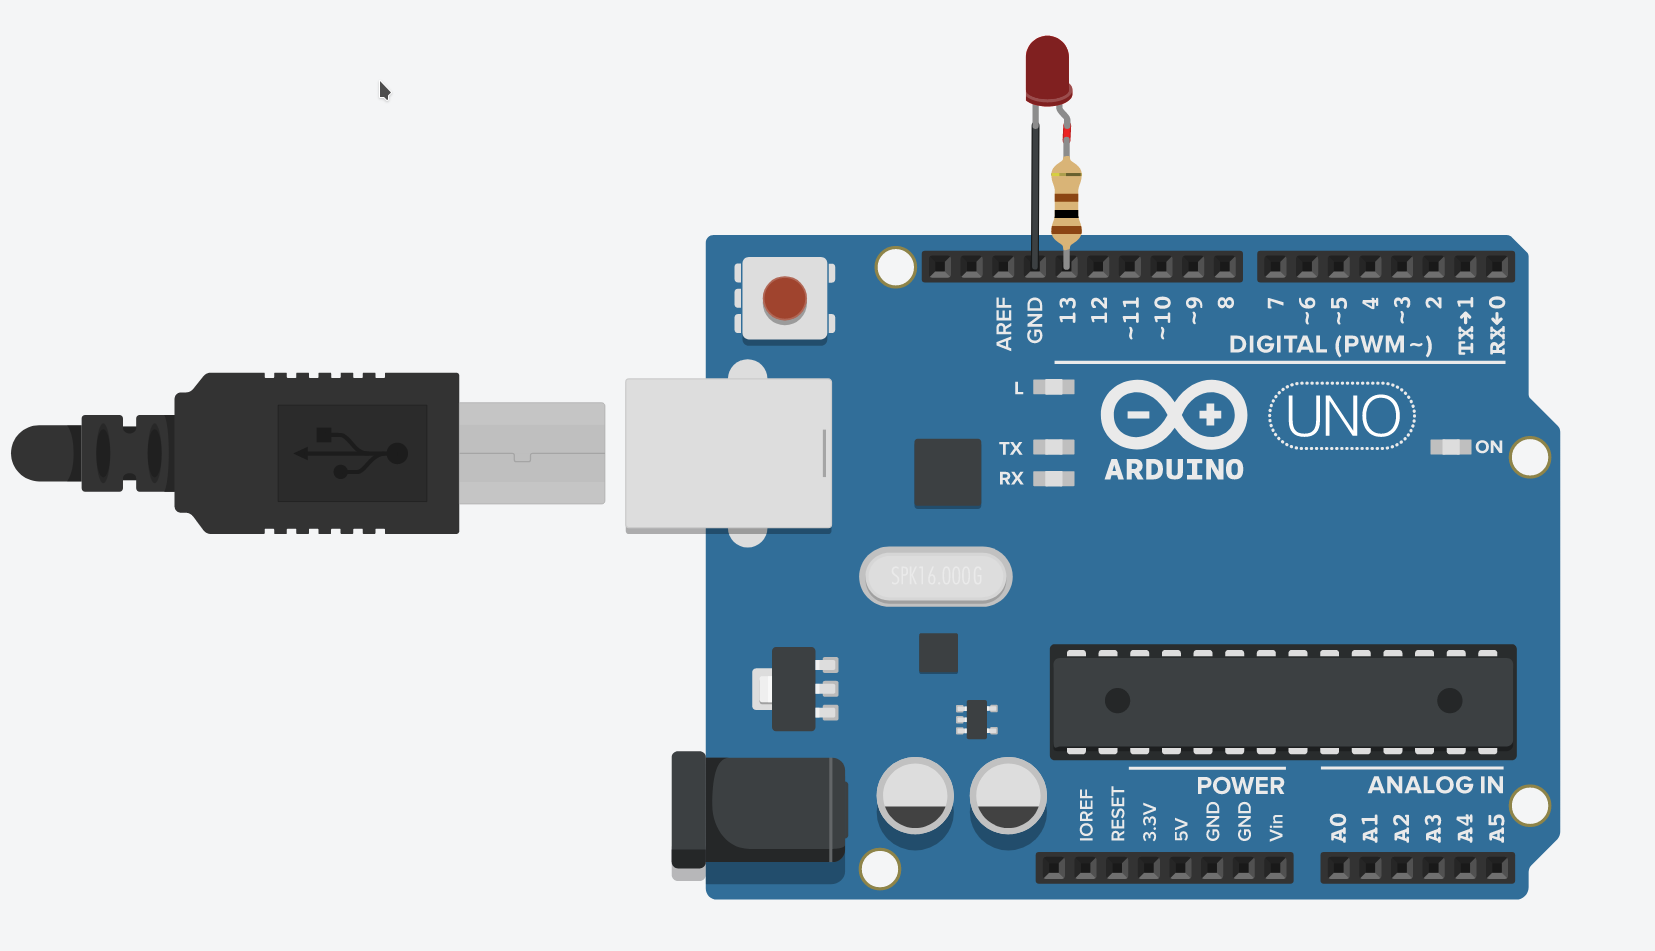 AREF
GND
13
12
~11
~10
~9
8
7
~6
~5
4
~3
2
TX→1
RX←0
DIGITAL (PWM~)
L
TX
RX
ARDUINO
UNO
ON
SPK16.000G
POWER
ANALOG IN
IOREF
RESET
3.3V
5V
GND
GND
Vin
A0
A1
A2
A3
A4
A5